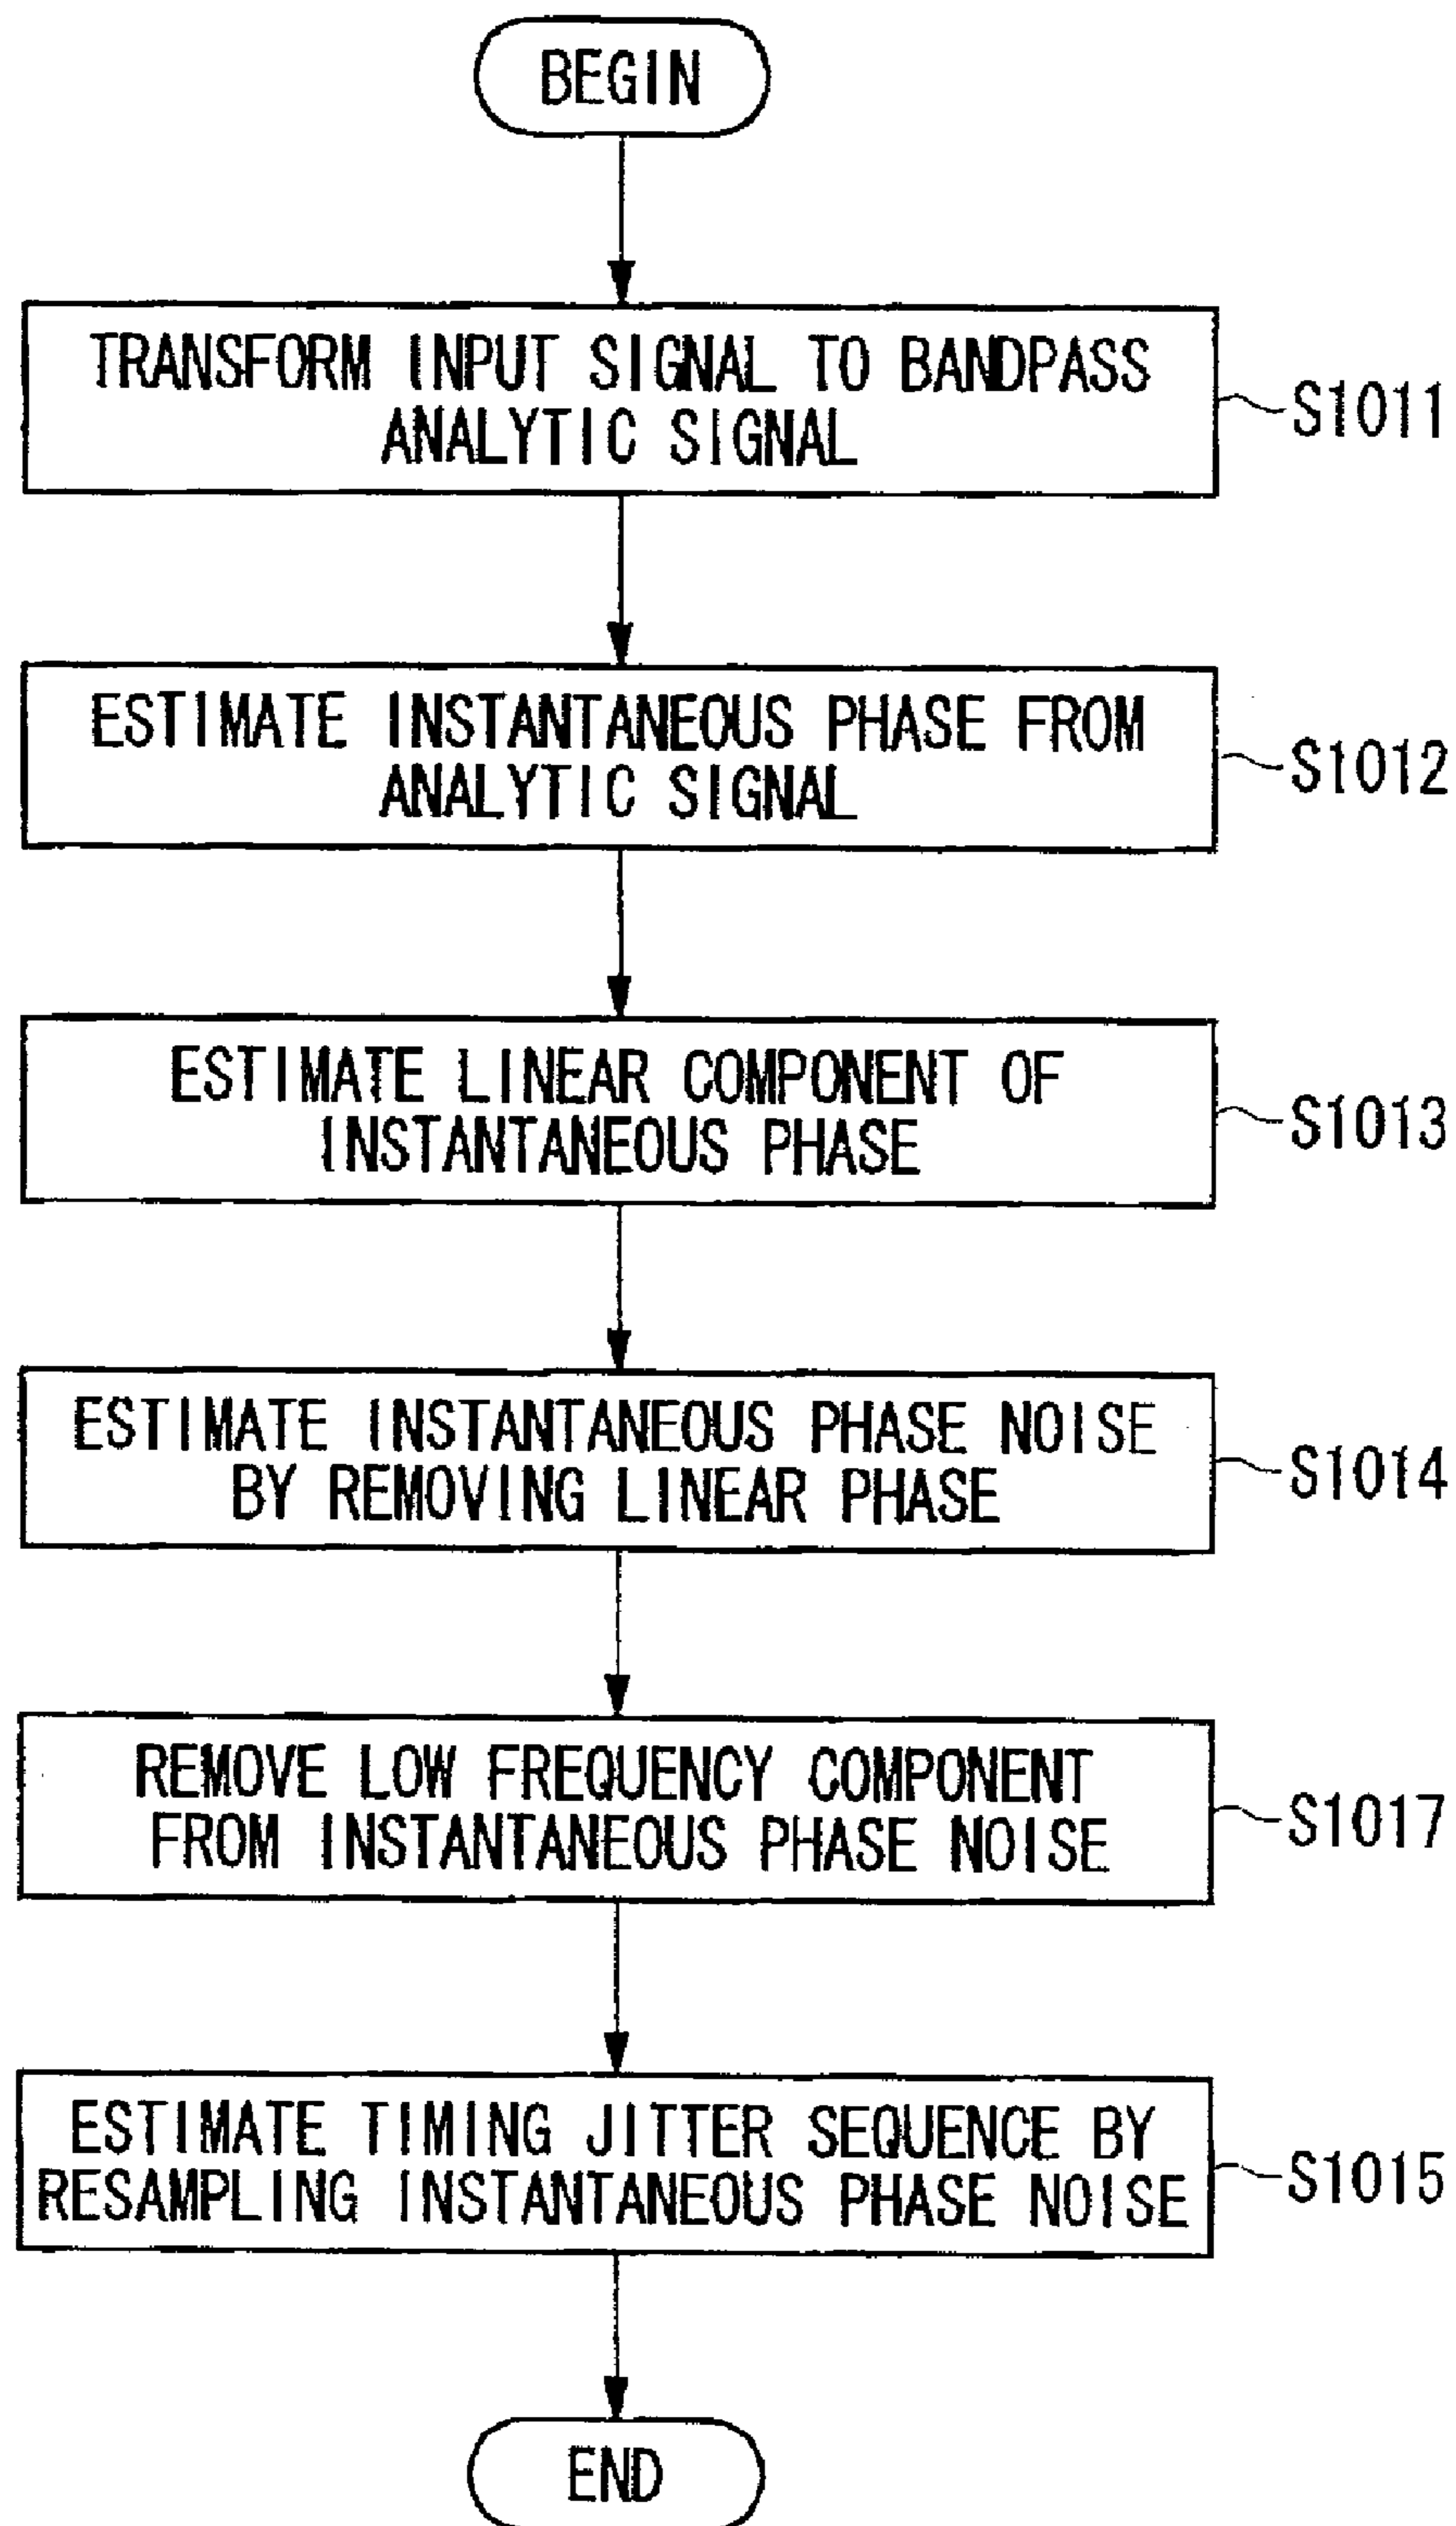 BEGIN
TRANSFORM INPUT SIGNAL TO BANDPASS
ANALYTIC SIGNAL
S1011
ESTIMATE INSTANTANEOUS PHASE FROM
ANALYTIC SIGNAL
S1012
ESTIMATE LINEAR COMPONENT OF
INSTANTANEOUS PHASE
S1013
ESTIMATE INSTANTANEOUS PHASE NOISE
BY REMOVING LINEAR PHASE
S1014
REMOVE LOW FREQUENCY COMPONENT
FROM INSTANTANEOUS PHASE NOISE
S1017
ESTIMATE TIMING JITTER SEQUENCE BY
RESAMPLING INSTANTANEOUS PHASE NOISE
S1015
END